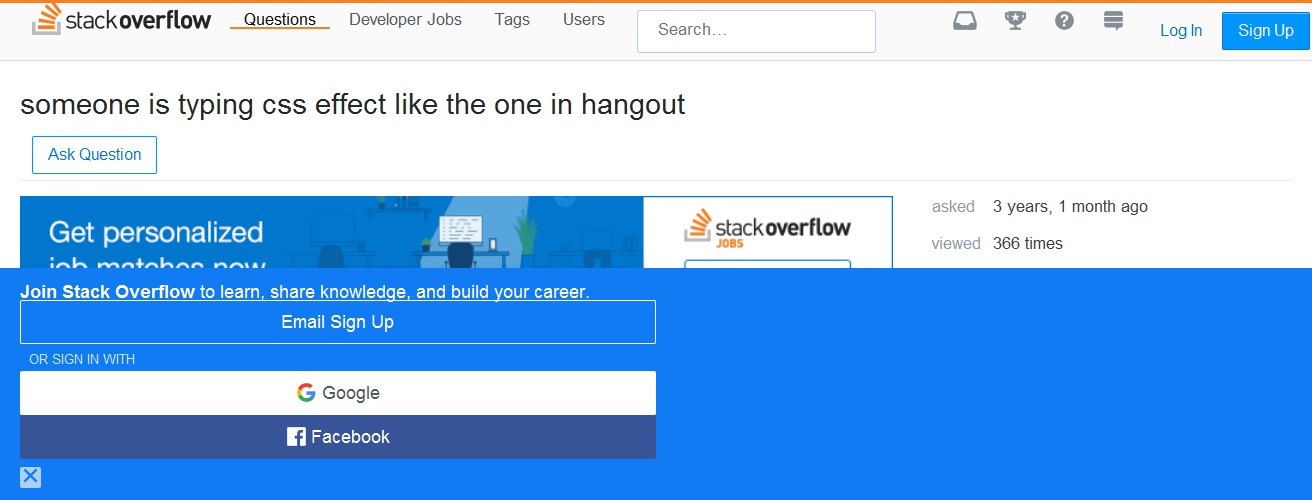 stack overflow
Questions Developer Jobs Tags Users Search... Log In Sign Up
someone is typing css effect like the one in hangout
Ask Question
Get personalized
job matches now
stack overflow
JOBS
asked 3 years, 1 month ago
viewed 366 times
Join Stack Overflow to learn, share knowledge, and build your career.
Email Sign Up
OR SIGN IN WITH
Google
Facebook